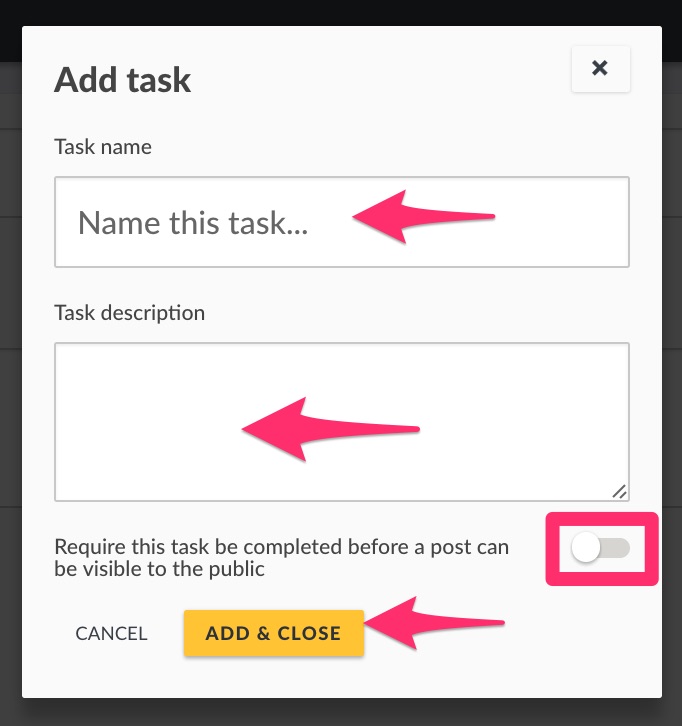 Add task
Task name
Name this task...
Task description
Require this task be completed before a post can
be visible to the public
CANCEL
ADD & CLOSE